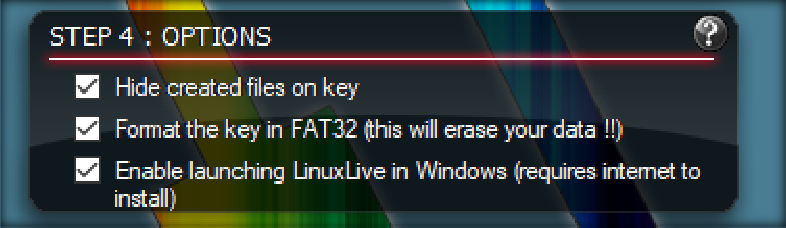 STEP 4 : OPTIONS
?
Hide created files on key
Format the key in FAT32 (this will erase your data !!)
Enable launching LinuxLive in Windows (requires internet to
install)